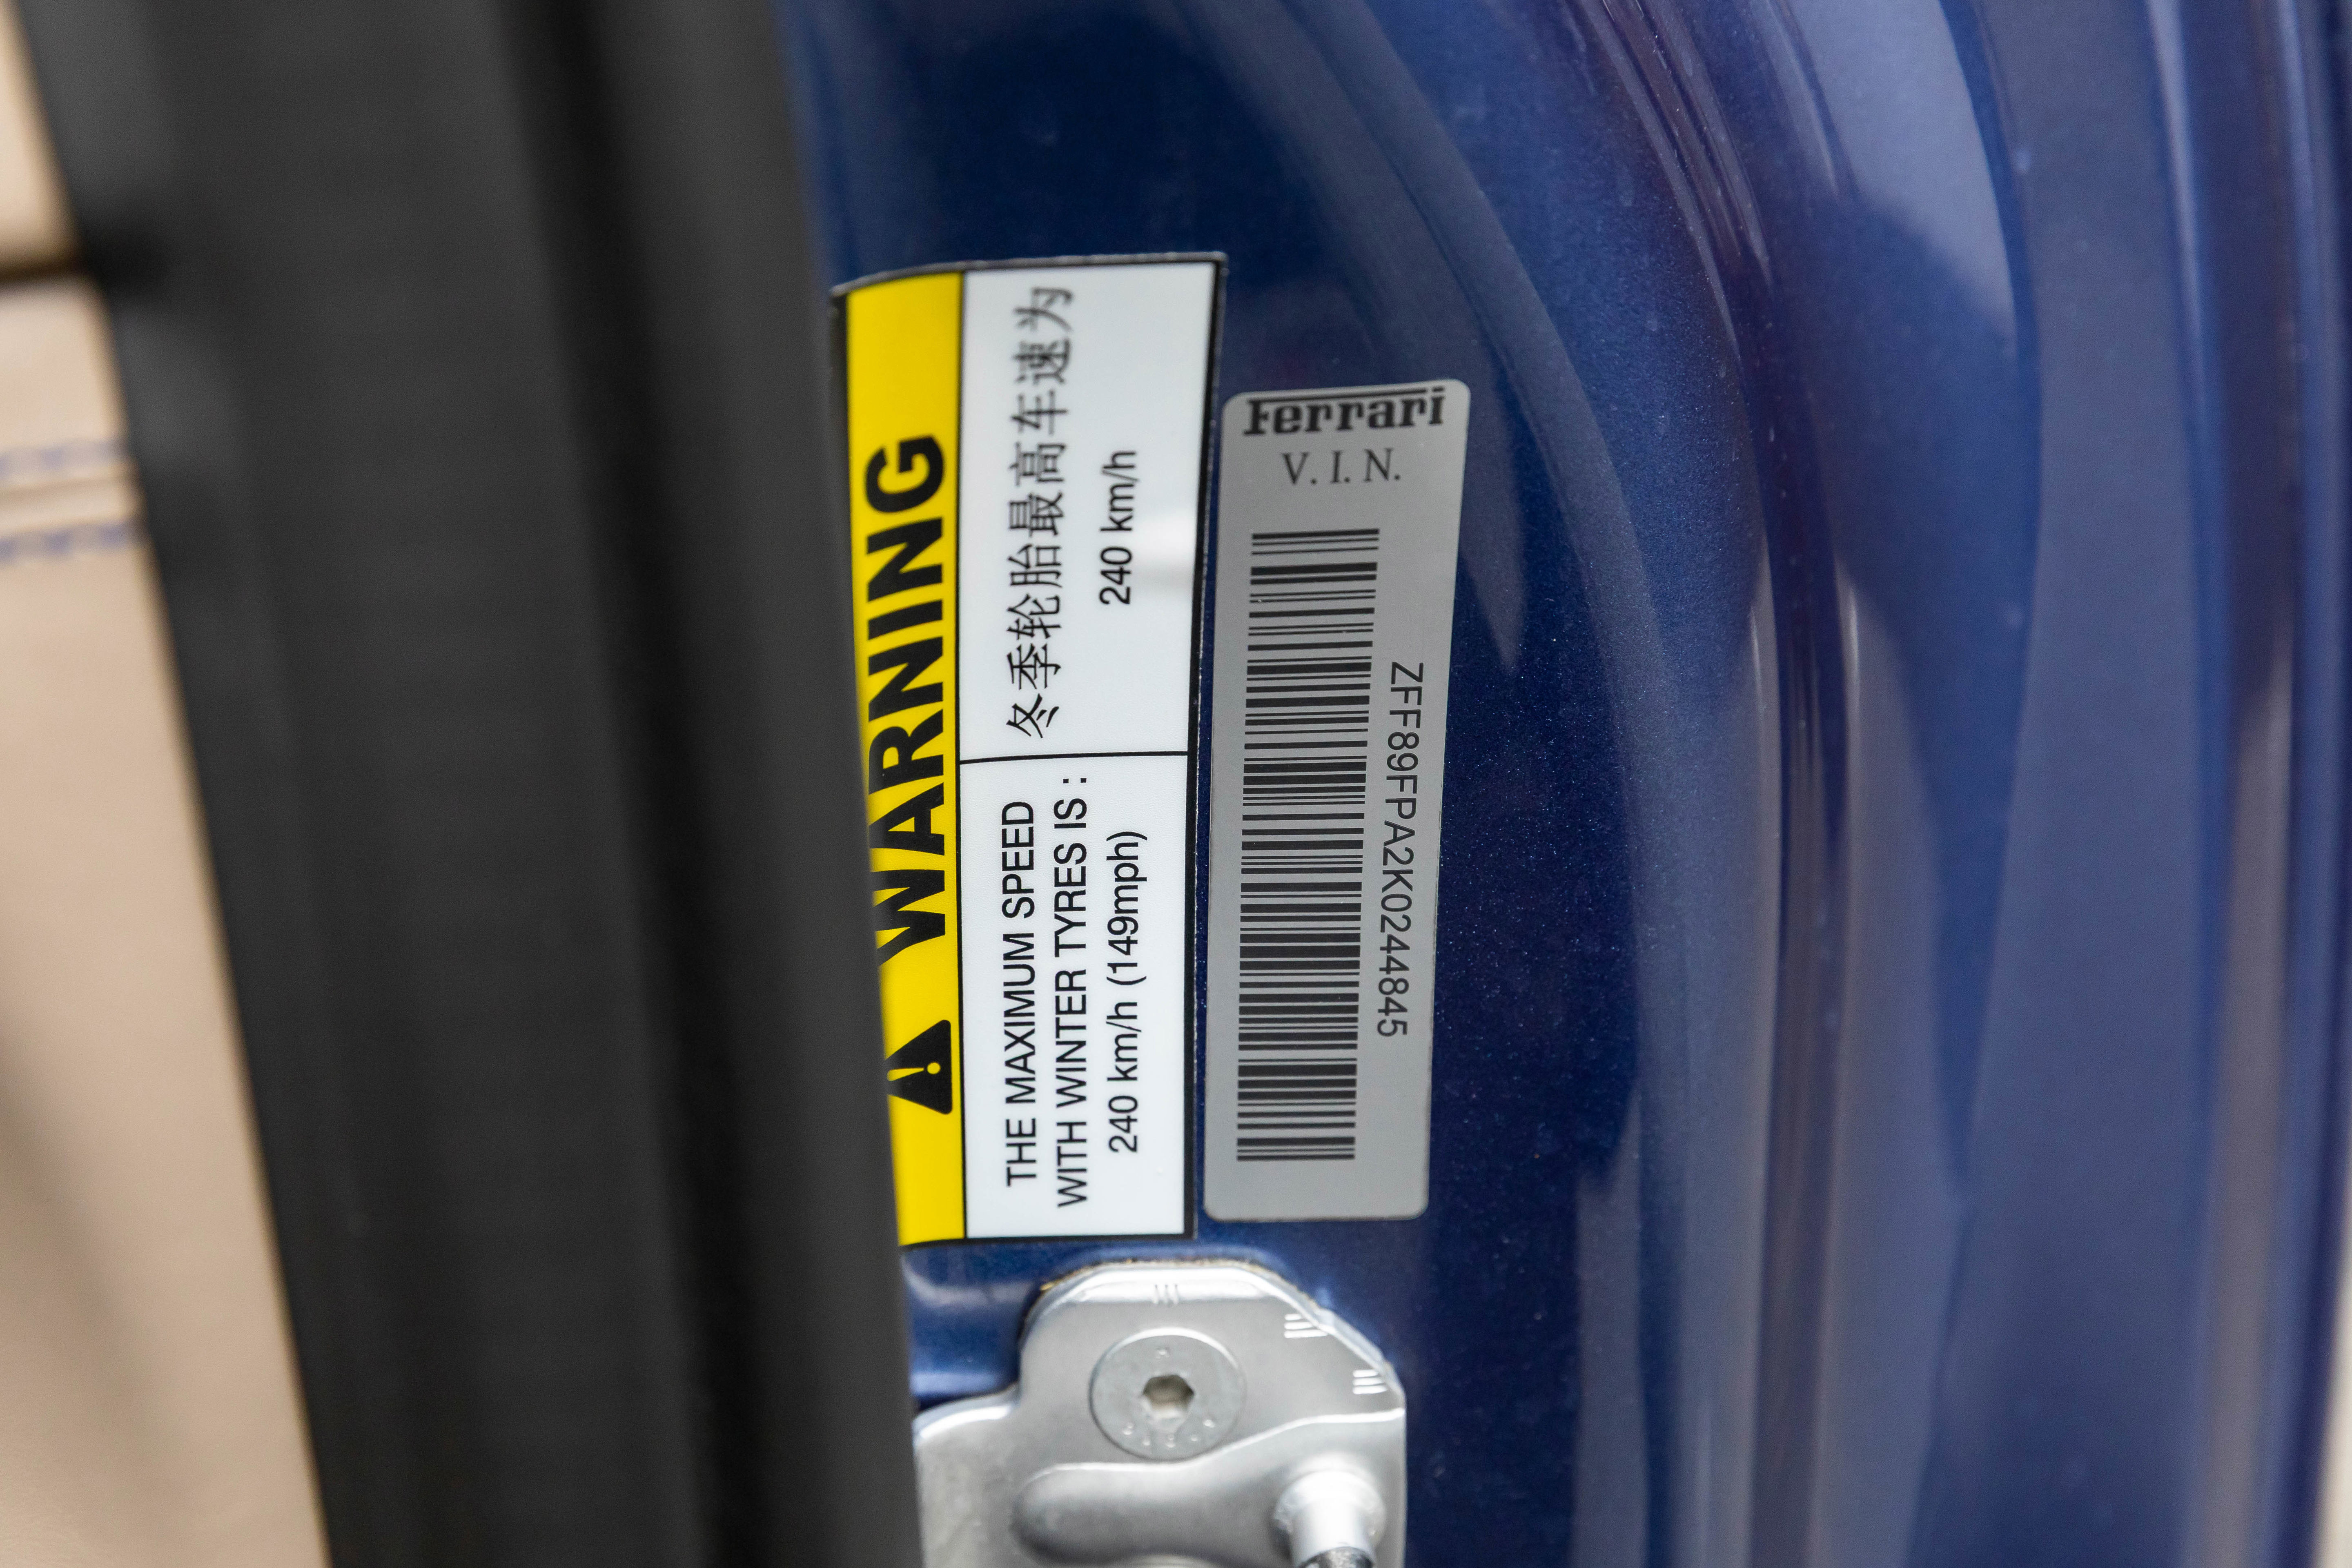 WARNING
THE MAXIMUM SPEED
WITH WINTER TYRES IS :
240 km/h (149mph)
冬季轮胎最高车速为
240 km/h
Ferrari
V. I. N.
ZFF89FPA2K0244845